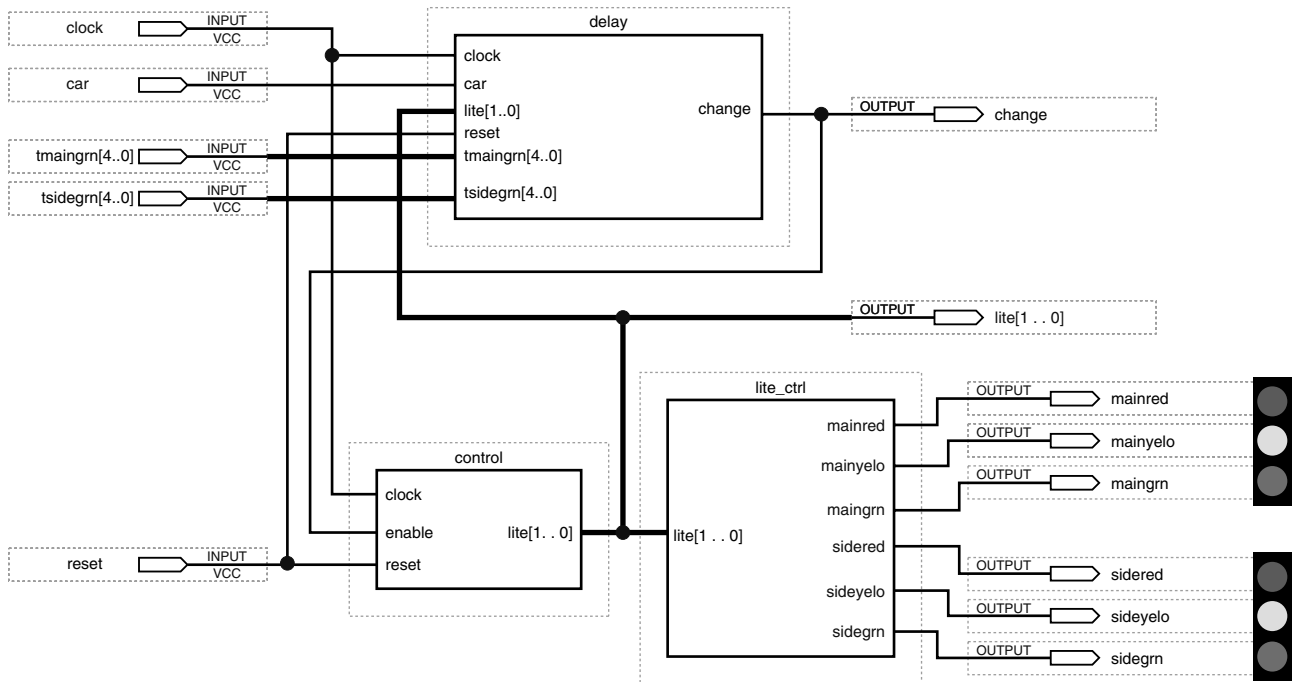 clock INPUT
VCC
car INPUT
VCC
tmaingrn[4..0] INPUT
VCC
tsidegrn[4..0] INPUT
VCC
reset INPUT
VCC
delay
clock
car
lite[1..0]
reset
tmaingrn[4..0]
tsidegrn[4..0]
change
OUTPUT change
OUTPUT lite[1 . . 0]
control
clock
enable
reset
lite[1. . 0]
lite_ctrl
lite[1 . . 0]
mainred
mainyelo
maingrn
sidered
sideyelo
sidegrn
OUTPUT mainred
OUTPUT mainyelo
OUTPUT maingrn
OUTPUT sidered
OUTPUT sideyelo
OUTPUT sidegrn